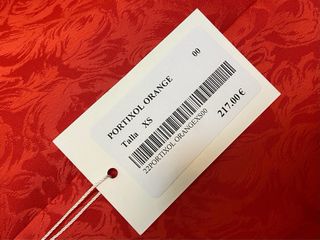 PORTIXOL ORANGE 00
Talla XS
22PORTIXOL ORANGEXS00
217.00 €